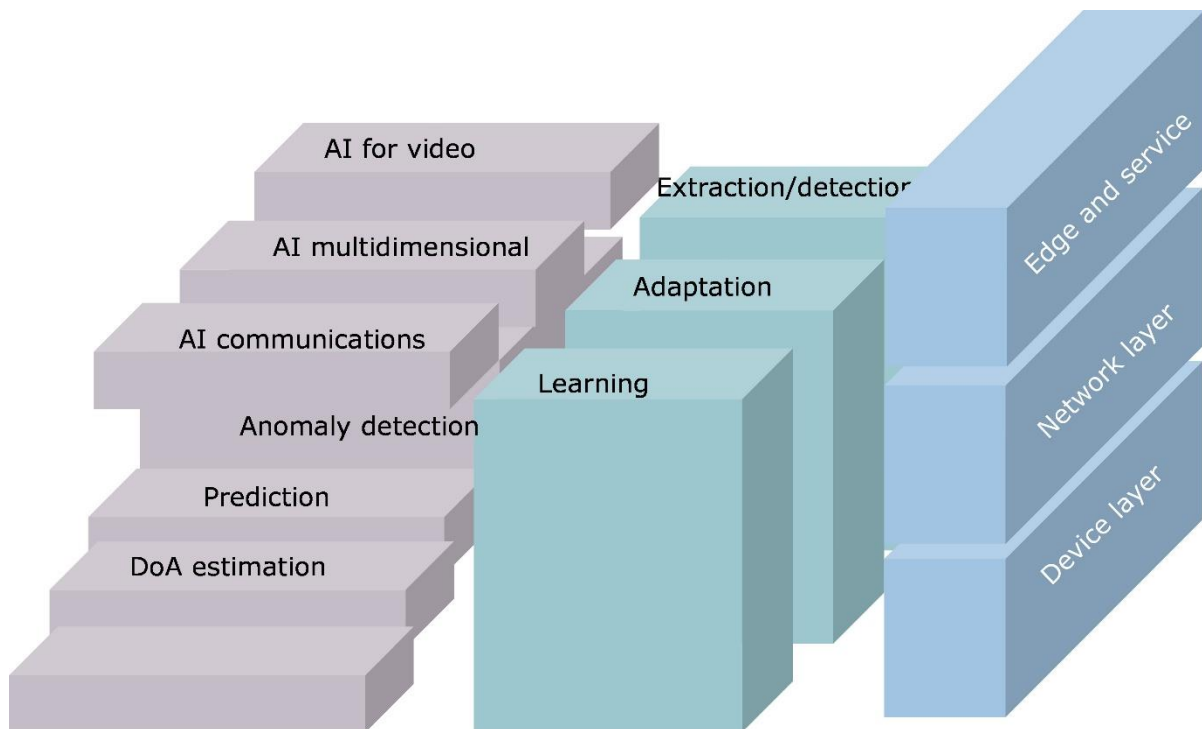 AI for video
AI multidimensional
AI communications
Anomaly detection
Prediction
DoA estimation
Extraction/detection
Adaptation
Learning
Edge and service
Network layer
Device layer